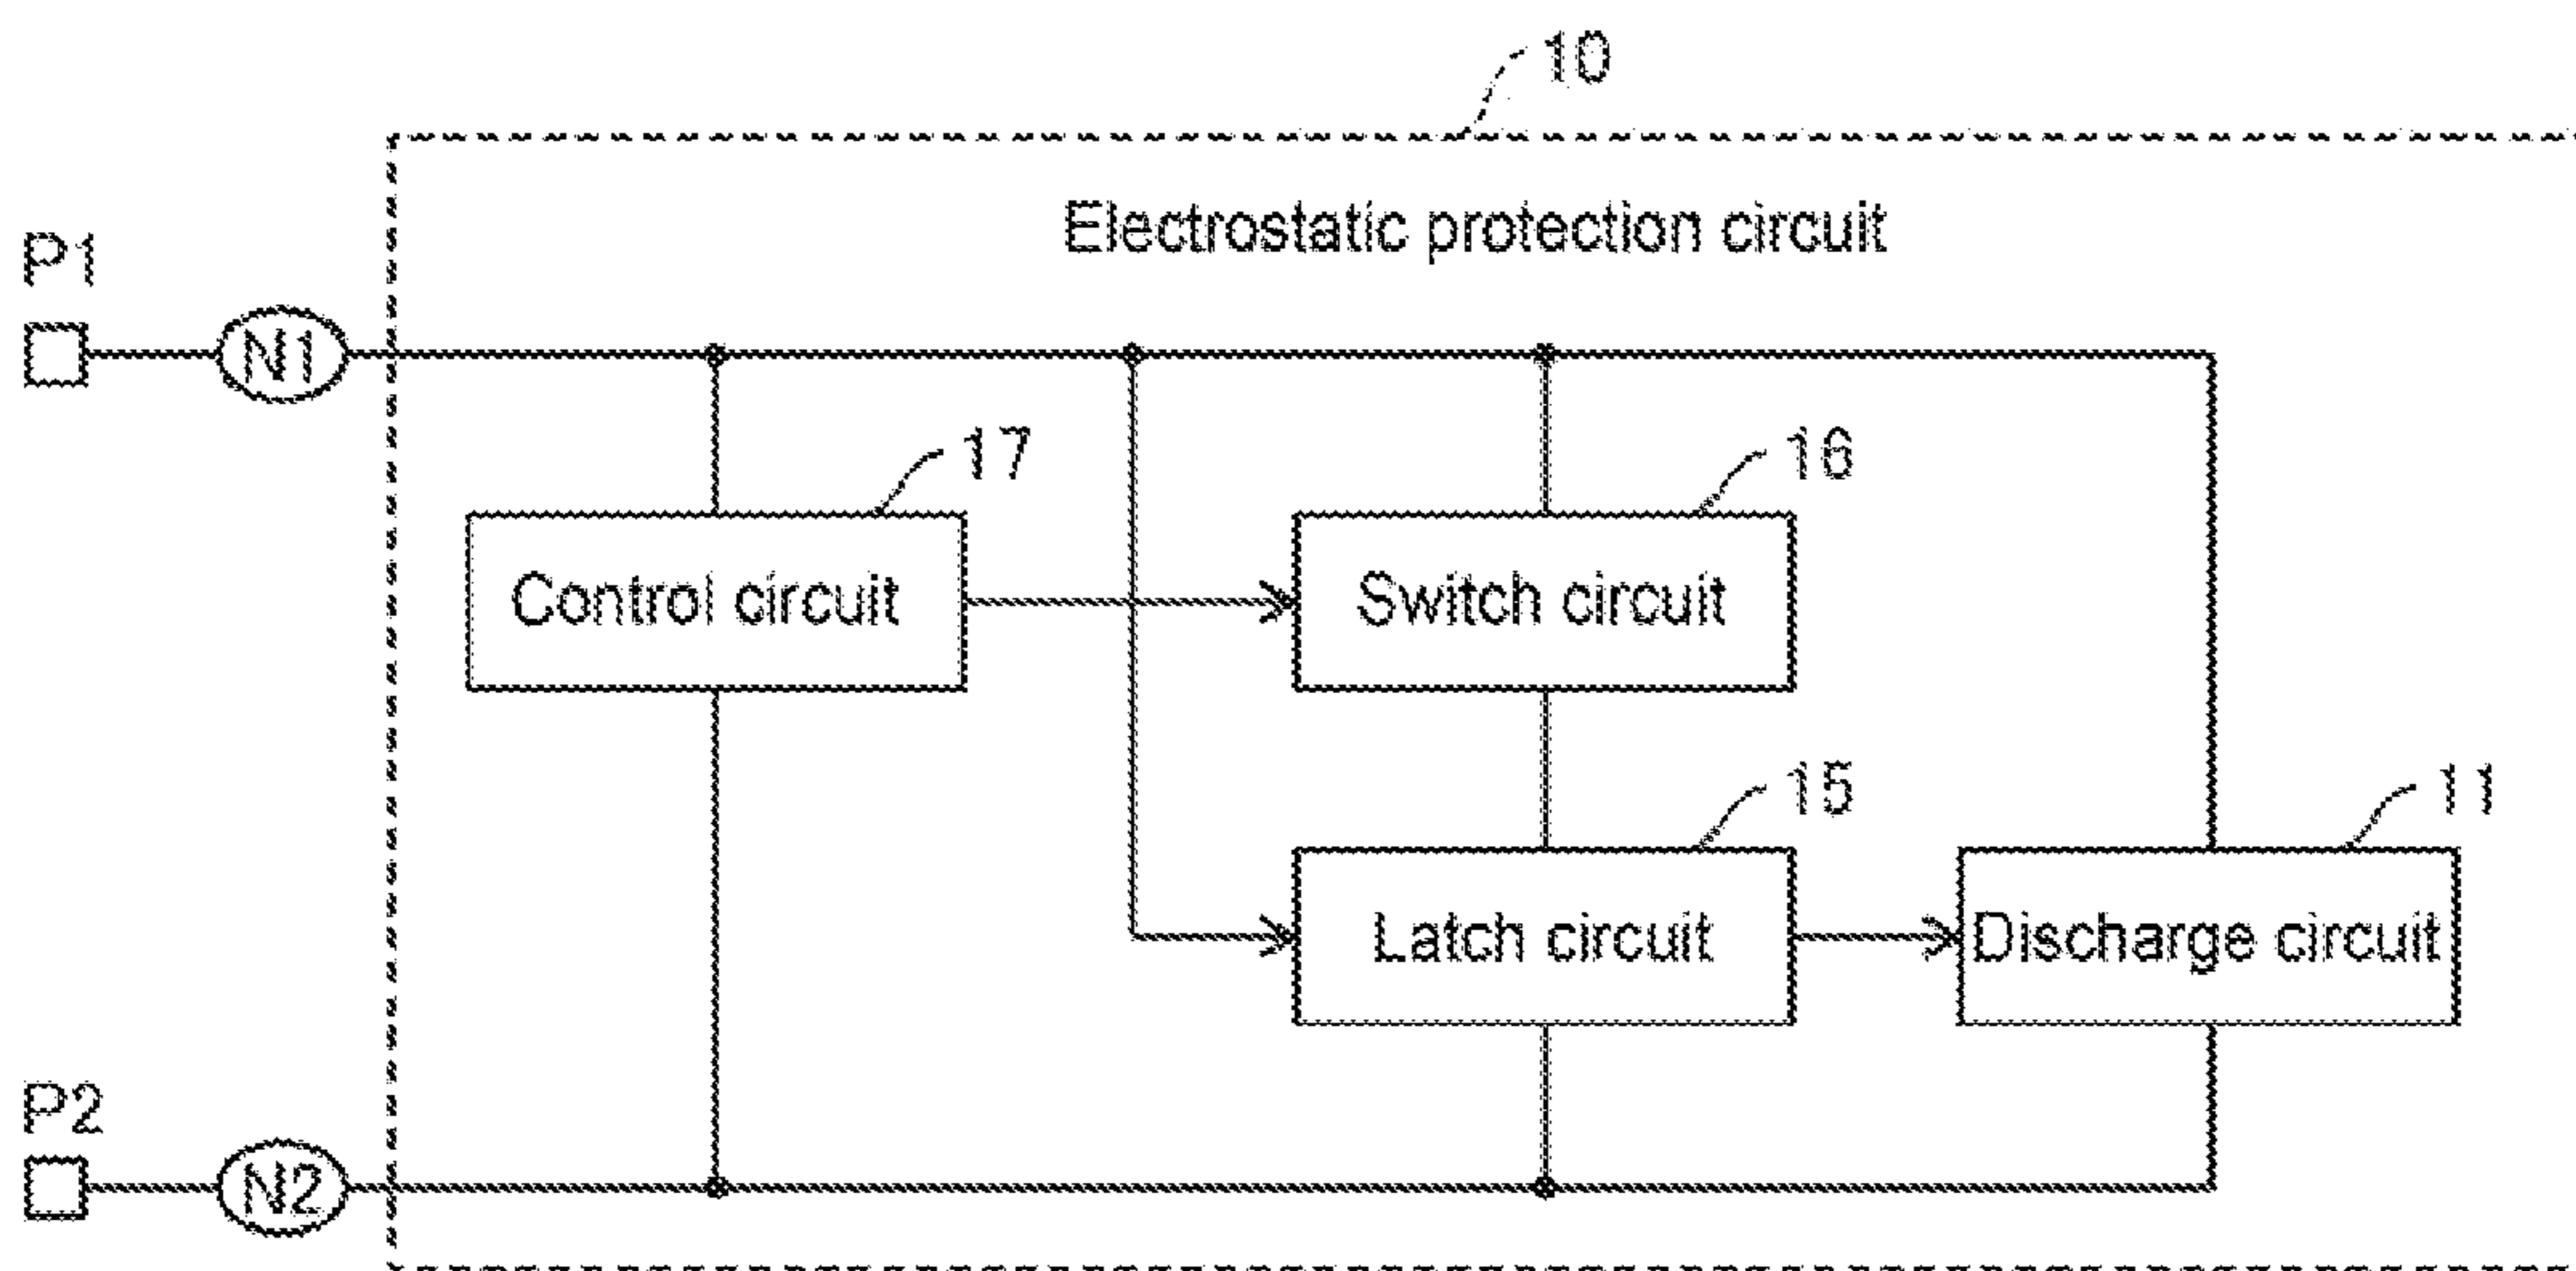 10
Electrostatic protection circuit
P1
N1
17
16
Control circuit
Switch circuit
15
11
Latch circuit
Discharge circuit
P2
N2